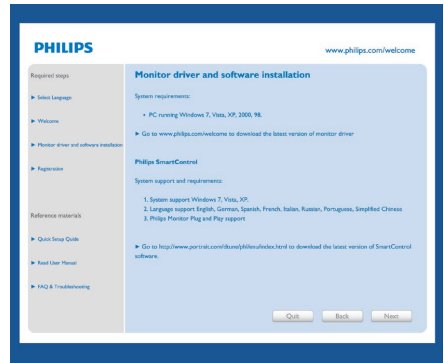 PHILIPS
www.philips.com/welcome
Required steps
► Select Language
► Welcome
► Monitor driver and software installation
► Registration
Reference materials
► Quick Setup Guide
► Read User Manual
► FAQ & Troubleshooting
Monitor driver and software installation
System requirements:
• PC running Windows 7, Vista, XP, 2000, 98.
► Go to www.philips.com/welcome to download the latest version of monitor driver
Philips SmartControl
System support and requirements:
1. System support Windows 7, Vista, XP.
2. Language support English, German, Spanish, French, Italian, Russian, Portuguese, Simplified Chinese
3. Philips Monitor Plug and Play support
► Go to http://www.portrait.com/dtune/phl/enu/index.html to download the latest version of SmartControl
software.
Quit
Back
Next